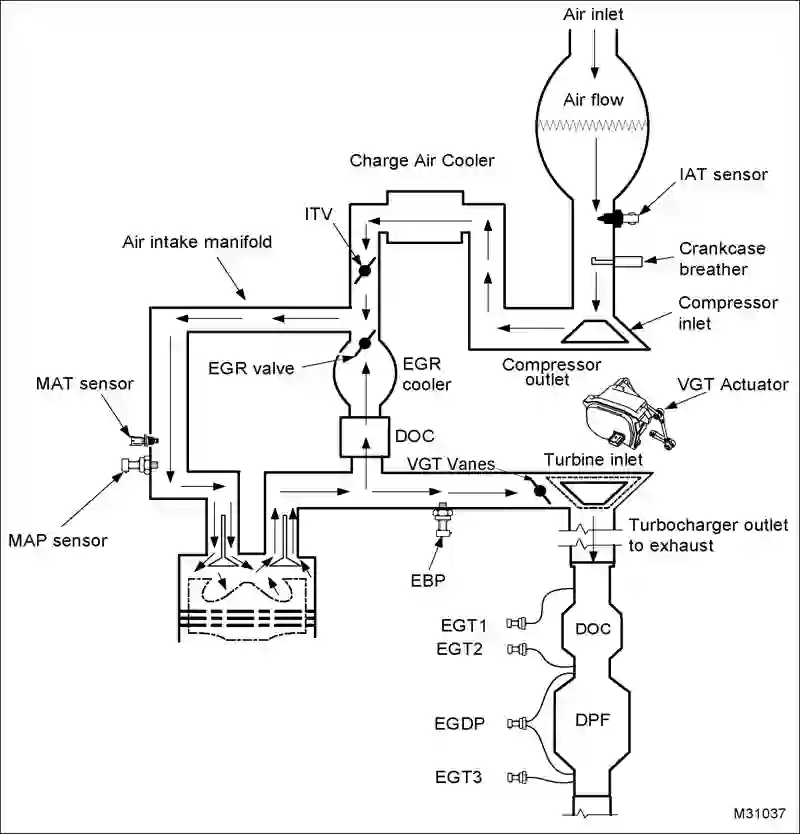 Air inlet
Air flow
Charge Air Cooler
IAT sensor
ITV
Air intake manifold
Crankcase
breather
Compressor
inlet
EGR valve
EGR
cooler
Compressor
outlet
MAT sensor
VGT Actuator
DOC
VGT Vanes
Turbine inlet
MAP sensor
Turbocharger outlet
to exhaust
EBP
EGT1
DOC
EGT2
EGDP
DPF
EGT3
M31037